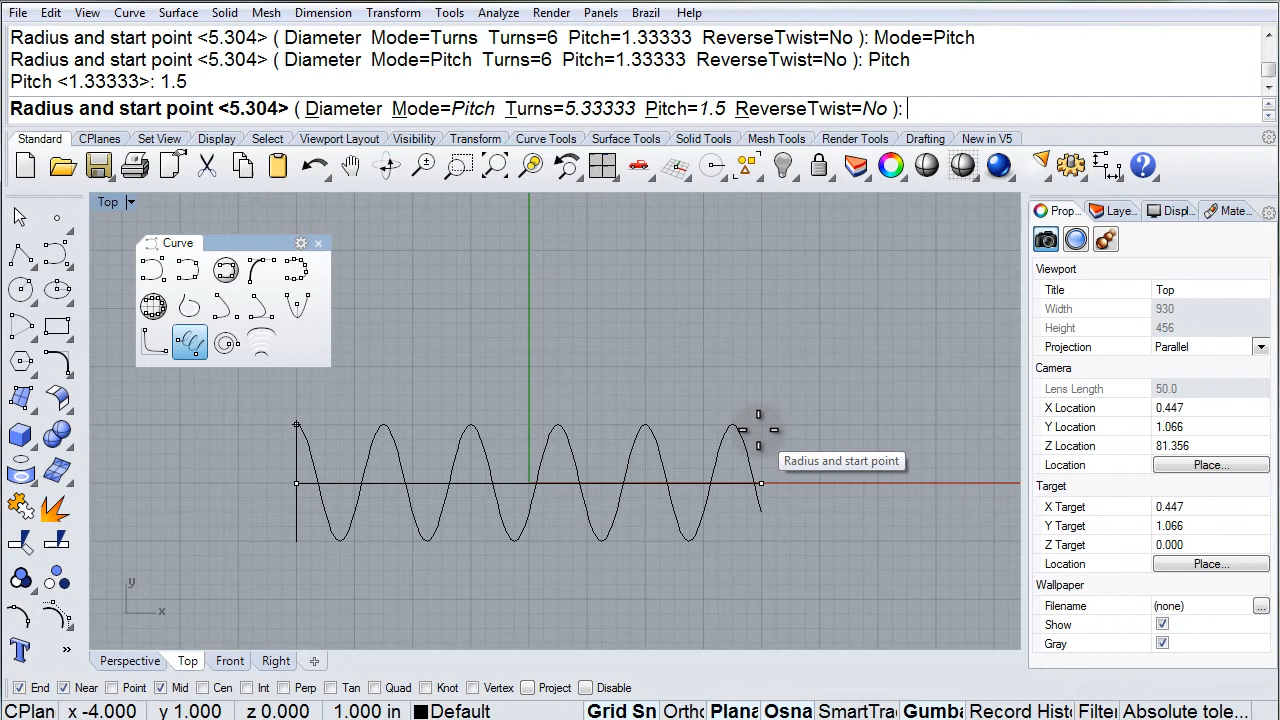 File Edit View Curve Surface Solid Mesh Dimension Transform Tools Analyze Render Panels Brazil Help
Radius and start point <5.304> ( Diameter Mode=Turns Turns=6 Pitch=1.33333 ReverseTwist=No ): Mode=Pitch
Radius and start point <5.304> ( Diameter Mode=Pitch Turns=6 Pitch=1.33333 ReverseTwist=No ): Pitch
Pitch <1.33333>: 1.5
Radius and start point <5.304> ( Diameter Mode=Pitch Turns=5.33333 Pitch=1.5 ReverseTwist=No ):
Standard CPlanes Set View Display Select Viewport Layout Visibility Transform Curve Tools Surface Tools Solid Tools Mesh Tools Render Tools Drafting New in V5
Top
Curve
Radius and start point
y
x
Prop... Laye... Displ... Mate...
Viewport
Title Top
Width 930
Height 456
Projection Parallel
Camera
Lens Length 50.0
X Location 0.447
Y Location 1.066
Z Location 81.356
Location Place...
Target
X Target 0.447
Y Target 1.066
Z Target 0.000
Location Place...
Wallpaper
Filename (none) ...
Show
Gray
Perspective Top Front Right
End Near Point Mid Cen Int Perp Tan Quad Knot Vertex Project Disable
CPlan x -4.000 y 1.000 z 0.000 1.000 in Default Grid Sn Ortho Plana Osna SmartTrac Gumba Record History Filter Absolute tole...